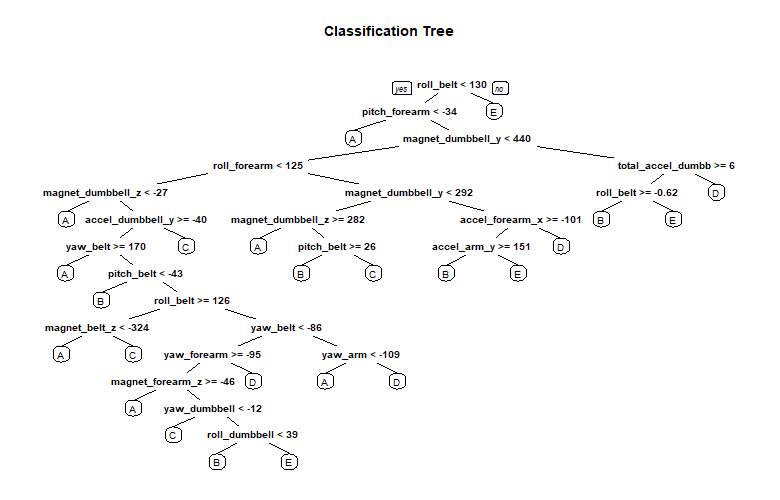 Classification Tree
yes roll_belt < 130 no
pitch_forearm < -34 E
A magnet_dumbbell_y < 440
roll_forearm < 125 total_accel_dumbb >= 6
magnet_dumbbell_z < -27 magnet_dumbbell_y < 292 roll_belt >= -0.62 D
A accel_dumbbell_y >= -40 magnet_dumbbell_z >= 282 accel_forearm_x >= -101 B E
yaw_belt >= 170 C A pitch_belt >= 26 accel_arm_y >= 151 D
A pitch_belt < -43 B C B E
B roll_belt >= 126
magnet_belt_z < -324 yaw_belt < -86
A C yaw_forearm >= -95 yaw_arm < -109
magnet_forearm_z >= -46 D A D
A yaw_dumbbell < -12
C roll_dumbbell < 39
B E